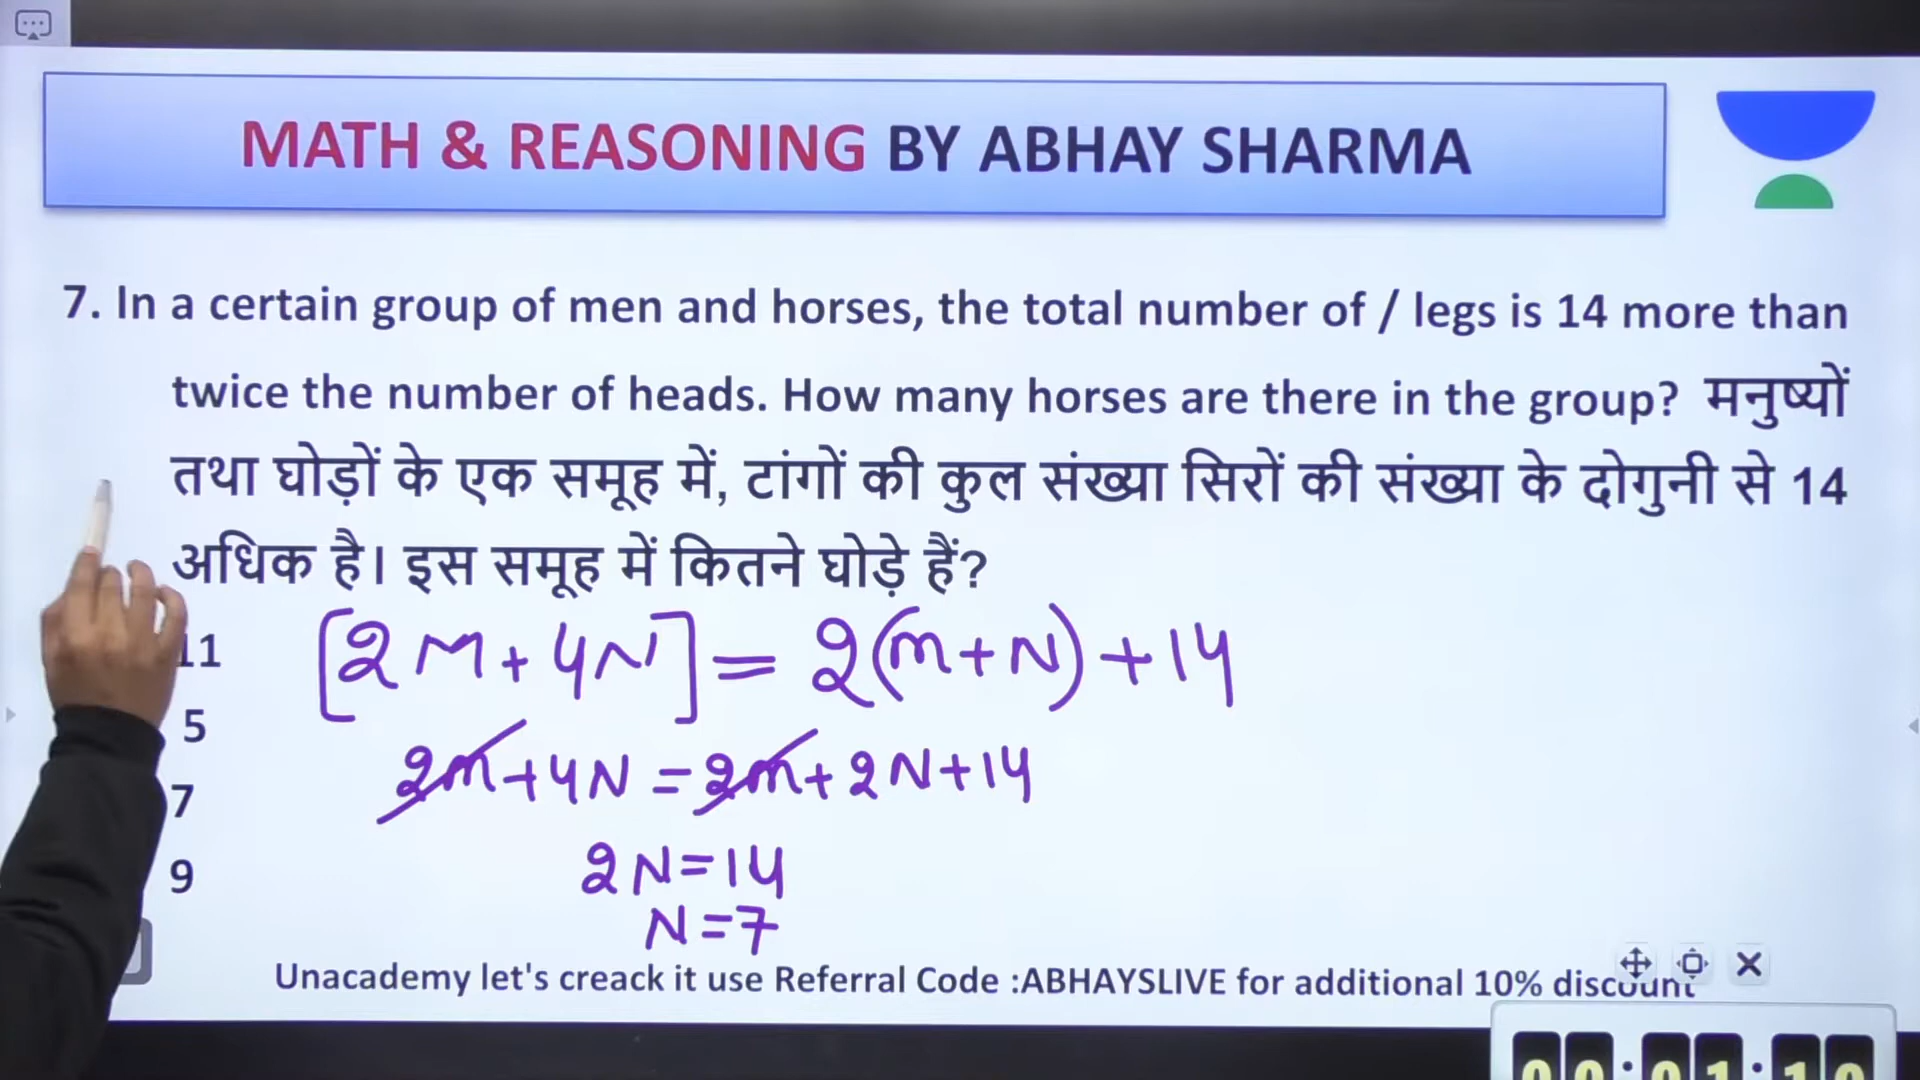 MATH & REASONING BY ABHAY SHARMA
7. In a certain group of men and horses, the total number of / legs is 14 more than
twice the number of heads. How many horses are there in the group? मनुष्यों
तथा घोड़ों के एक समूह में, टांगों की कुल संख्या सिरों की संख्या के दोगुनी से 14
अधिक है। इस समूह में कितने घोड़े हैं?
[2M+4N]=2(m+N)+14
11
2m+4N=2m+2N+14
5
7
2N=14
9
N=7
Unacademy let's creack it use Referral Code :ABHAYSLIVE for additional 10% discount